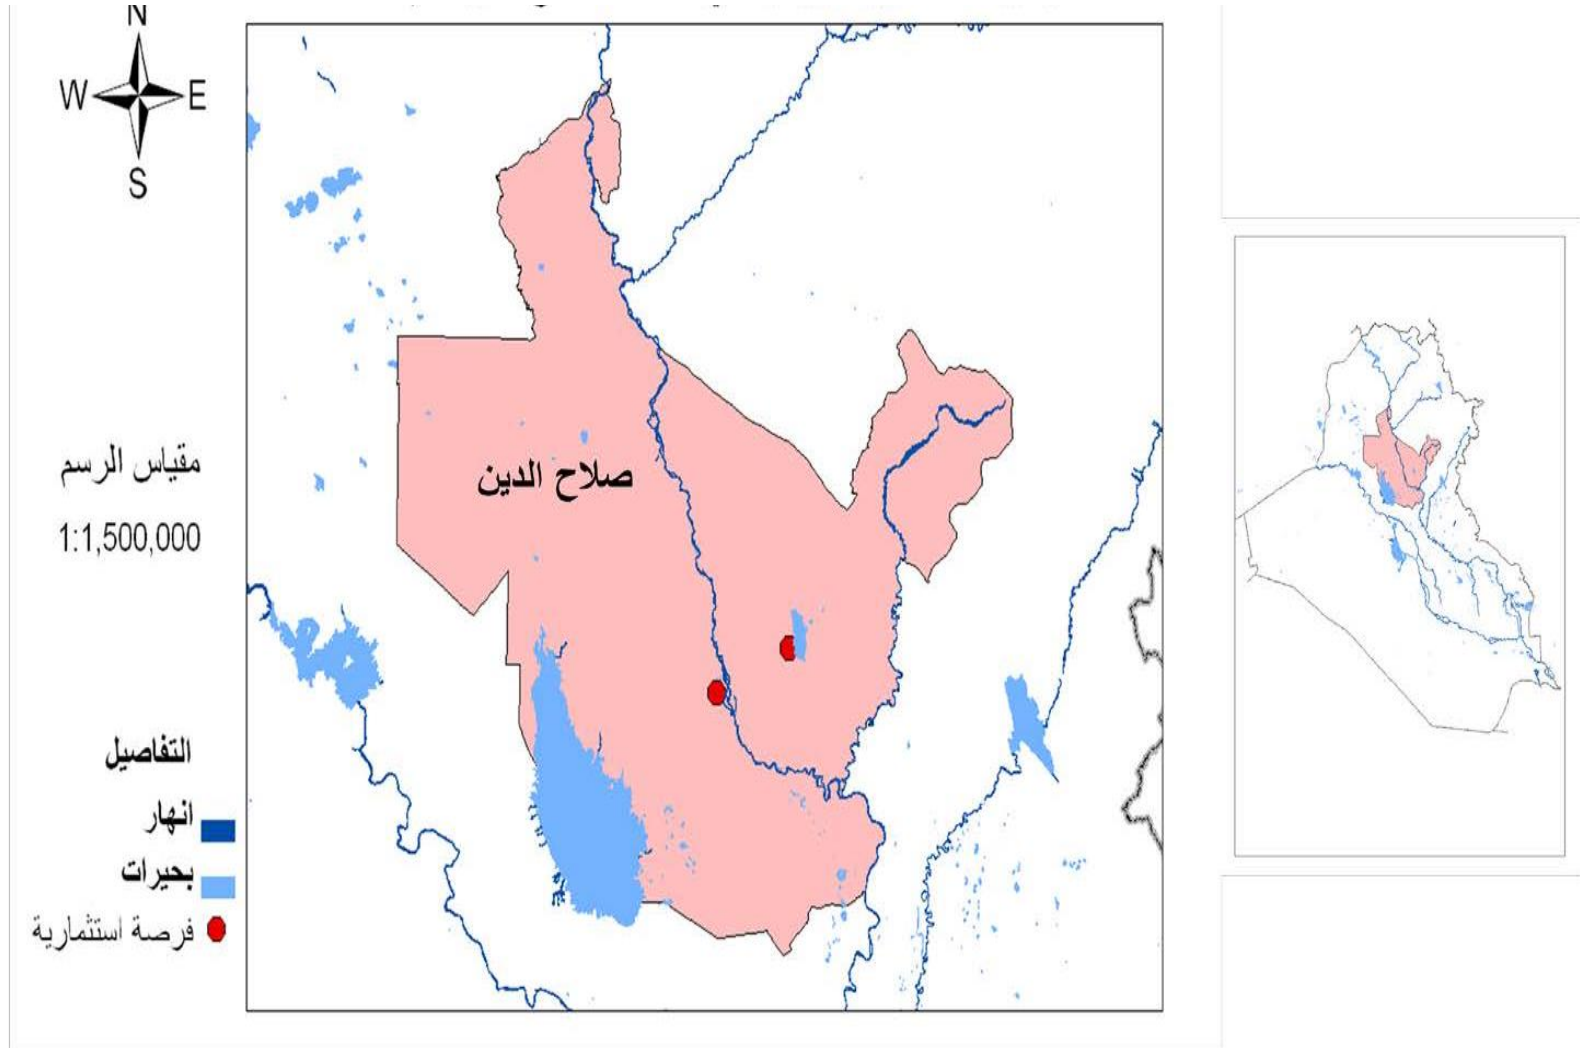 N
W E
S
صلاح الدين
مقياس الرسم
1:1,500,000
التفاصيل
انهار
بحيرات
فرصة استثمارية